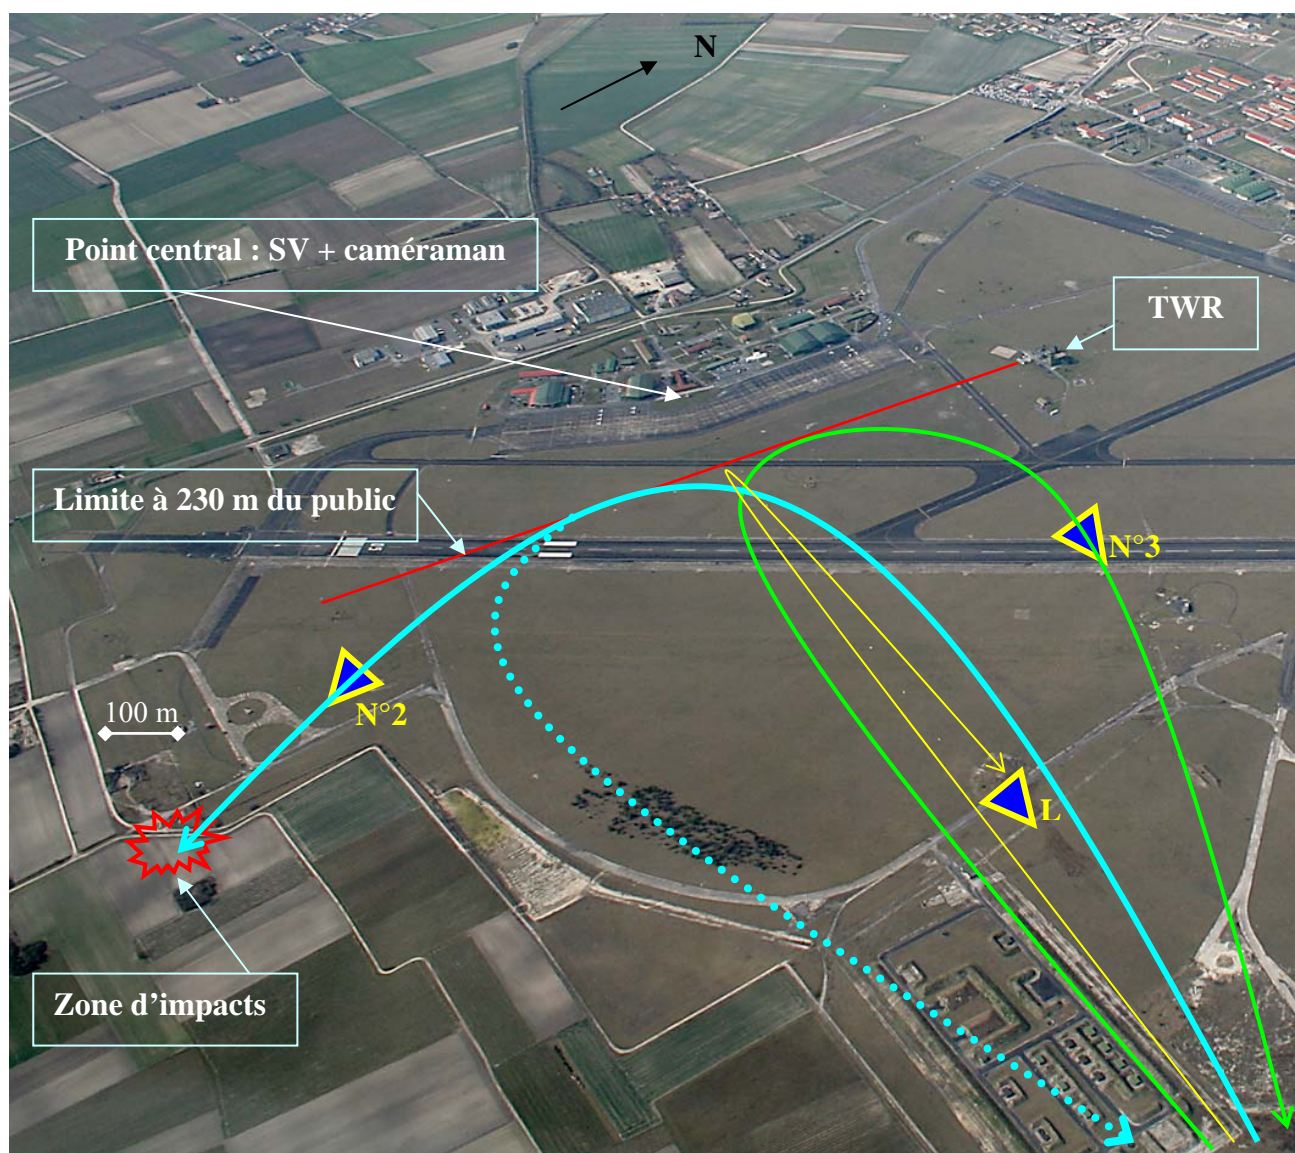 N
Point central : SV + caméraman
TWR
Limite à 230 m du public
N°3
N°2
100 m
L
Zone d’impacts